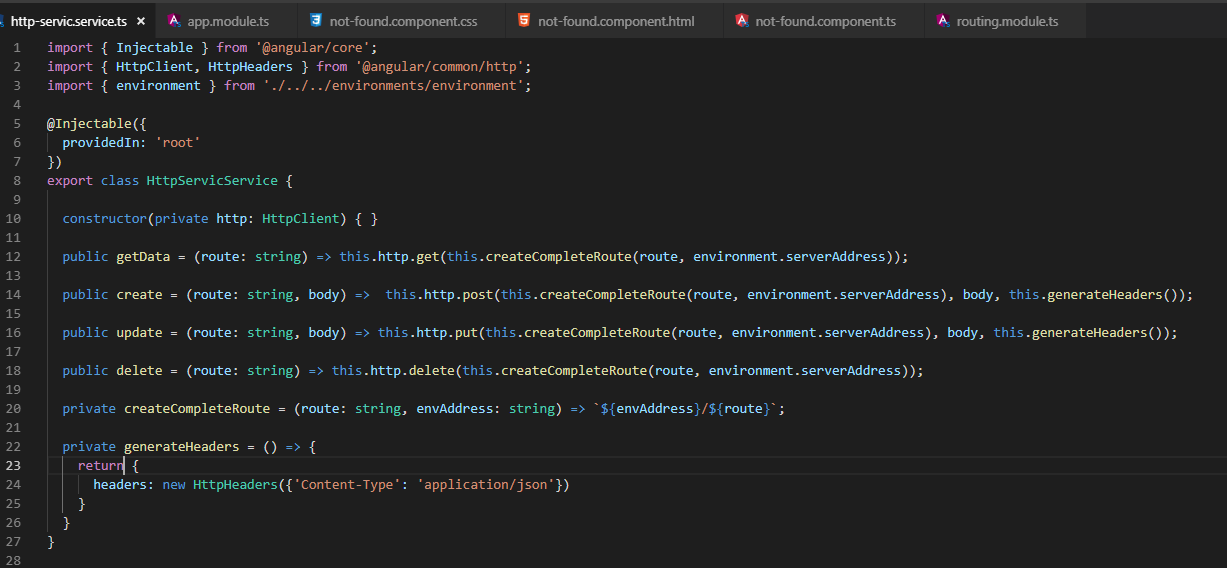 http-servic.service.ts × app.module.ts not-found.component.css not-found.component.html not-found.component.ts routing.module.ts
1 import { Injectable } from '@angular/core';
2 import { HttpClient, HttpHeaders } from '@angular/common/http';
3 import { environment } from './../../environments/environment';
4
5 @Injectable({
6   providedIn: 'root'
7 })
8 export class HttpServicService {
9
10   constructor(private http: HttpClient) { }
11
12   public getData = (route: string) => this.http.get(this.createCompleteRoute(route, environment.serverAddress));
13
14   public create = (route: string, body) =>  this.http.post(this.createCompleteRoute(route, environment.serverAddress), body, this.generateHeaders());
15
16   public update = (route: string, body) => this.http.put(this.createCompleteRoute(route, environment.serverAddress), body, this.generateHeaders());
17
18   public delete = (route: string) => this.http.delete(this.createCompleteRoute(route, environment.serverAddress));
19
20   private createCompleteRoute = (route: string, envAddress: string) => `${envAddress}/${route}`;
21
22   private generateHeaders = () => {
23     return {
24       headers: new HttpHeaders({'Content-Type': 'application/json'})
25     }
26   }
27 }
28